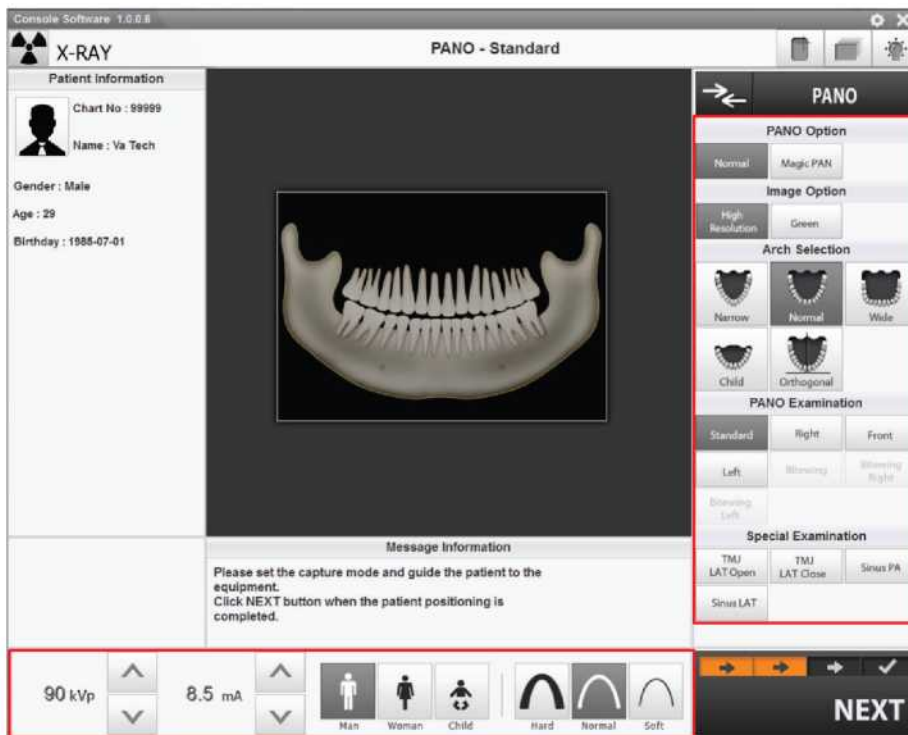 Console Software 1.0.0.6
X-RAY
PANO - Standard
Patient Information
Chart No : 99999
Name : Va Tech
Gender : Male
Age : 29
Birthday : 1985-07-01
Message Information
Please set the capture mode and guide the patient to the
equipment.
Click NEXT button when the patient positioning is
completed.
PANO
PANO Option
Normal Magic PAN
Image Option
High
Resolution
Green
Arch Selection
Narrow Normal Wide
Child Orthogonal
PANO Examination
Standard Right Front
Left Bitewing Bitewing
Right
Bitewing
Left
Special Examination
TMJ
LAT Open
TMJ
LAT Close
Sinus PA
Sinus LAT
90 kVp
8.5 mA
Man Woman Child
Hard Normal Soft
NEXT